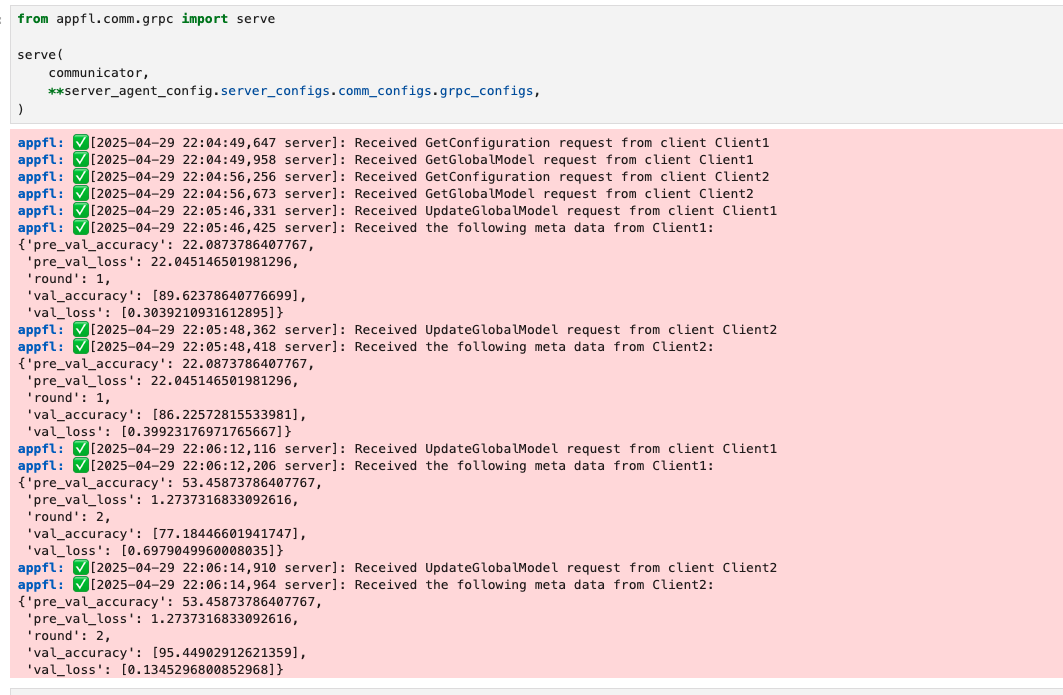 from appfl.comm.grpc import serve
serve(
    communicator,
    **server_agent_config.server_configs.comm_configs.grpc_configs,
)
appfl: ✅[2025-04-29 22:04:49,647 server]: Received GetConfiguration request from client Client1
appfl: ✅[2025-04-29 22:04:49,958 server]: Received GetGlobalModel request from client Client1
appfl: ✅[2025-04-29 22:04:56,256 server]: Received GetConfiguration request from client Client2
appfl: ✅[2025-04-29 22:04:56,673 server]: Received GetGlobalModel request from client Client2
appfl: ✅[2025-04-29 22:05:46,331 server]: Received UpdateGlobalModel request from client Client1
appfl: ✅[2025-04-29 22:05:46,425 server]: Received the following meta data from Client1:
{'pre_val_accuracy': 22.0873786407767,
 'pre_val_loss': 22.045146501981296,
 'round': 1,
 'val_accuracy': [89.62378640776699],
 'val_loss': [0.3039210931612895]}
appfl: ✅[2025-04-29 22:05:48,362 server]: Received UpdateGlobalModel request from client Client2
appfl: ✅[2025-04-29 22:05:48,418 server]: Received the following meta data from Client2:
{'pre_val_accuracy': 22.0873786407767,
 'pre_val_loss': 22.045146501981296,
 'round': 1,
 'val_accuracy': [86.22572815533981],
 'val_loss': [0.39923176971765667]}
appfl: ✅[2025-04-29 22:06:12,116 server]: Received UpdateGlobalModel request from client Client1
appfl: ✅[2025-04-29 22:06:12,206 server]: Received the following meta data from Client1:
{'pre_val_accuracy': 53.45873786407767,
 'pre_val_loss': 1.2737316833092616,
 'round': 2,
 'val_accuracy': [77.18446601941747],
 'val_loss': [0.6979049960008035]}
appfl: ✅[2025-04-29 22:06:14,910 server]: Received UpdateGlobalModel request from client Client2
appfl: ✅[2025-04-29 22:06:14,964 server]: Received the following meta data from Client2:
{'pre_val_accuracy': 53.45873786407767,
 'pre_val_loss': 1.2737316833092616,
 'round': 2,
 'val_accuracy': [95.44902912621359],
 'val_loss': [0.1345296800852968]}